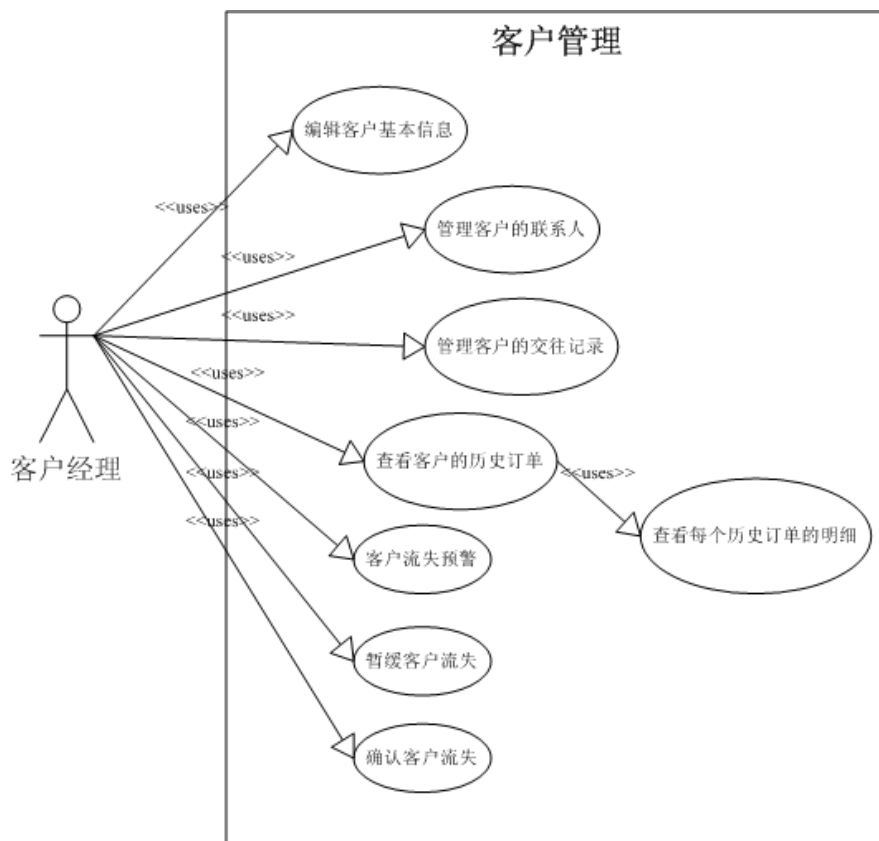 客户管理
编辑客户基本信息
<<uses>>
管理客户的联系人
<<uses>>
<<uses>>
管理客户的交往记录
<<uses>>
<<uses>>
查看客户的历史订单
<<uses>>
<<uses>>
客户经理
<<uses>>
查看每个历史订单的明细
客户流失预警
暂缓客户流失
确认客户流失